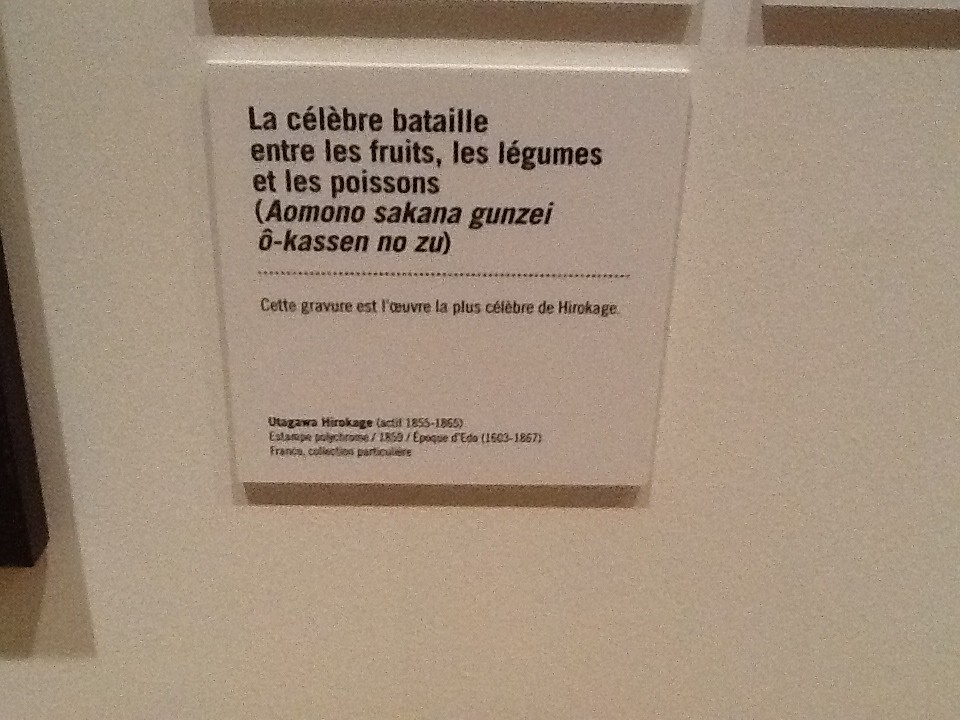 La célèbre bataille
entre les fruits, les légumes
et les poissons
(Aomono sakana gunzei
ô-kassen no zu)
Cette gravure est l'œuvre la plus célèbre de Hirokage.
Utagawa Hirokage (actif 1855-1865)
Estampe polychrome / 1859 / Époque d'Edo (1603-1867)
France, collection particulière